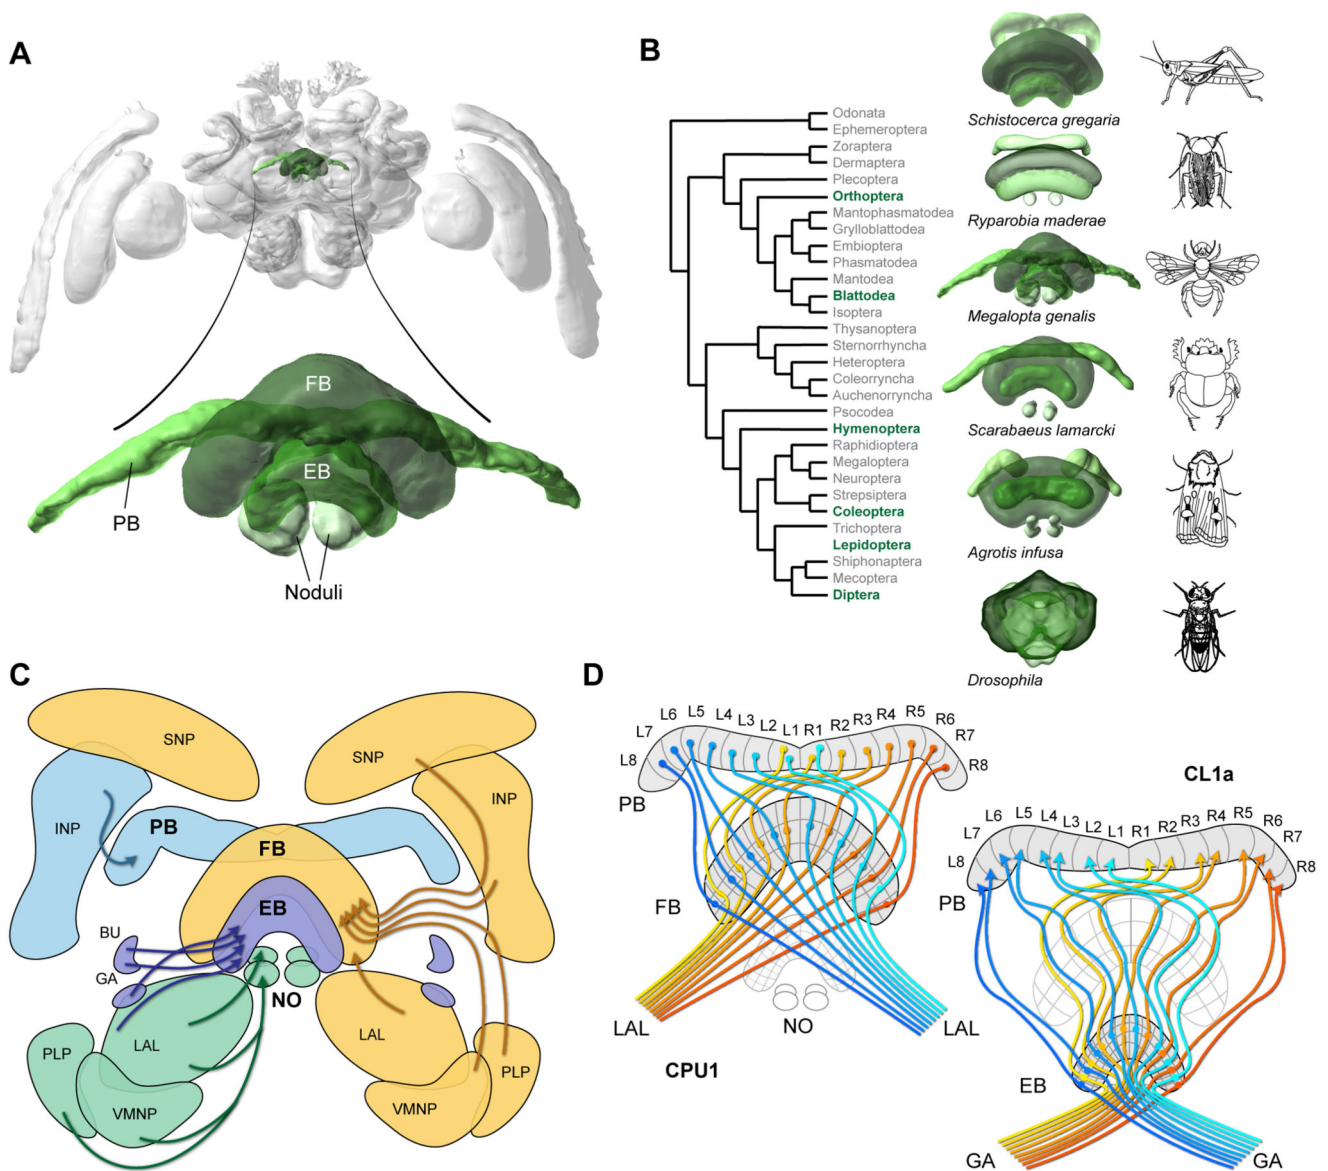 A
FB
EB
PB
Noduli
B
Odonata
Ephemeroptera
Zoraptera
Dermaptera
Plecoptera
Orthoptera
Mantophasmatodea
Grylloblattodea
Embioptera
Phasmatodea
Mantodea
Blattodea
Isoptera
Thysanoptera
Sternorrhyncha
Heteroptera
Coleorryncha
Auchenorryncha
Psocodea
Hymenoptera
Raphidioptera
Megaloptera
Neuroptera
Strepsiptera
Coleoptera
Trichoptera
Lepidoptera
Shiphonaptera
Mecoptera
Diptera
Schistocerca gregaria
Ryparobia maderae
Megalopta genalis
Scarabaeus lamarcki
Agrotis infusa
Drosophila
C
SNP
SNP
INP
INP
PB
FB
EB
BU
GA
NO
LAL
LAL
PLP
PLP
VMNP
VMNP
D
L8
L7
L6
L5
L4
L3
L2
L1
R1
R2
R3
R4
R5
R6
R7
R8
PB
FB
LAL
NO
LAL
CPU1
CL1a
L8
L7
L6
L5
L4
L3
L2
L1
R1
R2
R3
R4
R5
R6
R7
R8
PB
EB
GA
GA